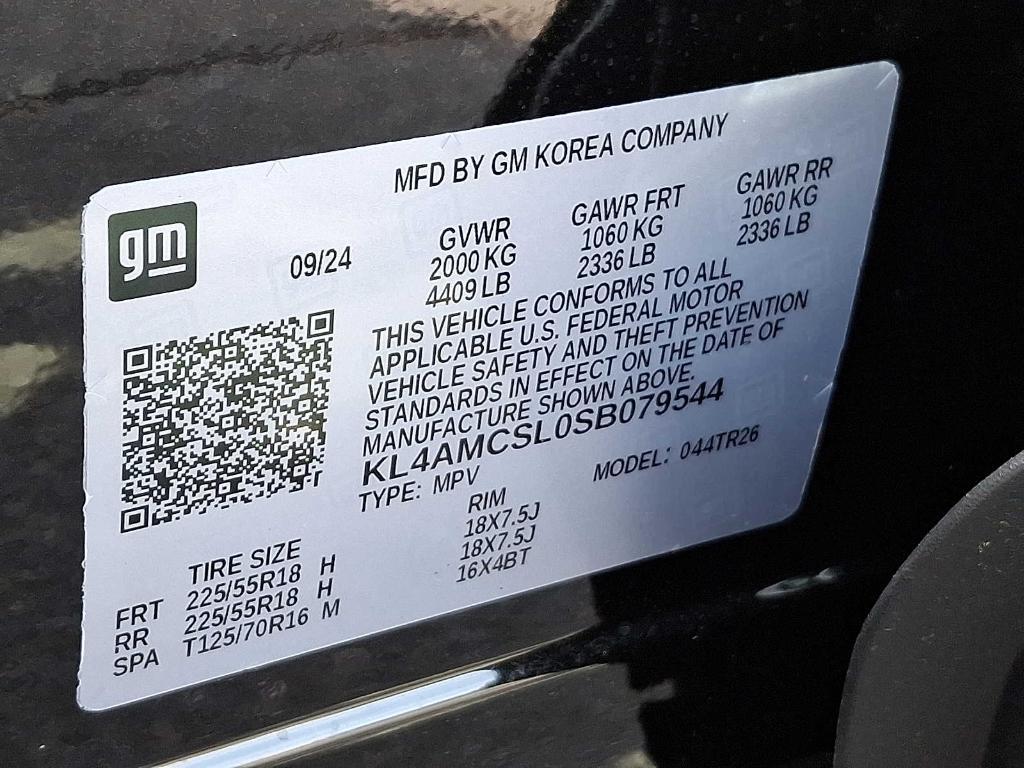 MFD BY GM KOREA COMPANY
gm
09/24
GVWR
2000 KG
4409 LB
GAWR FRT
1060 KG
2336 LB
GAWR RR
1060 KG
2336 LB
THIS VEHICLE CONFORMS TO ALL
APPLICABLE U.S. FEDERAL MOTOR
VEHICLE SAFETY AND THEFT PREVENTION
STANDARDS IN EFFECT ON THE DATE OF
MANUFACTURE SHOWN ABOVE.
KL4AMCSL0SB079544
TYPE: MPV MODEL: 044TR26
TIRE SIZE RIM
FRT 225/55R18 H 18X7.5J
RR 225/55R18 H 18X7.5J
SPA T125/70R16 M 16X4BT